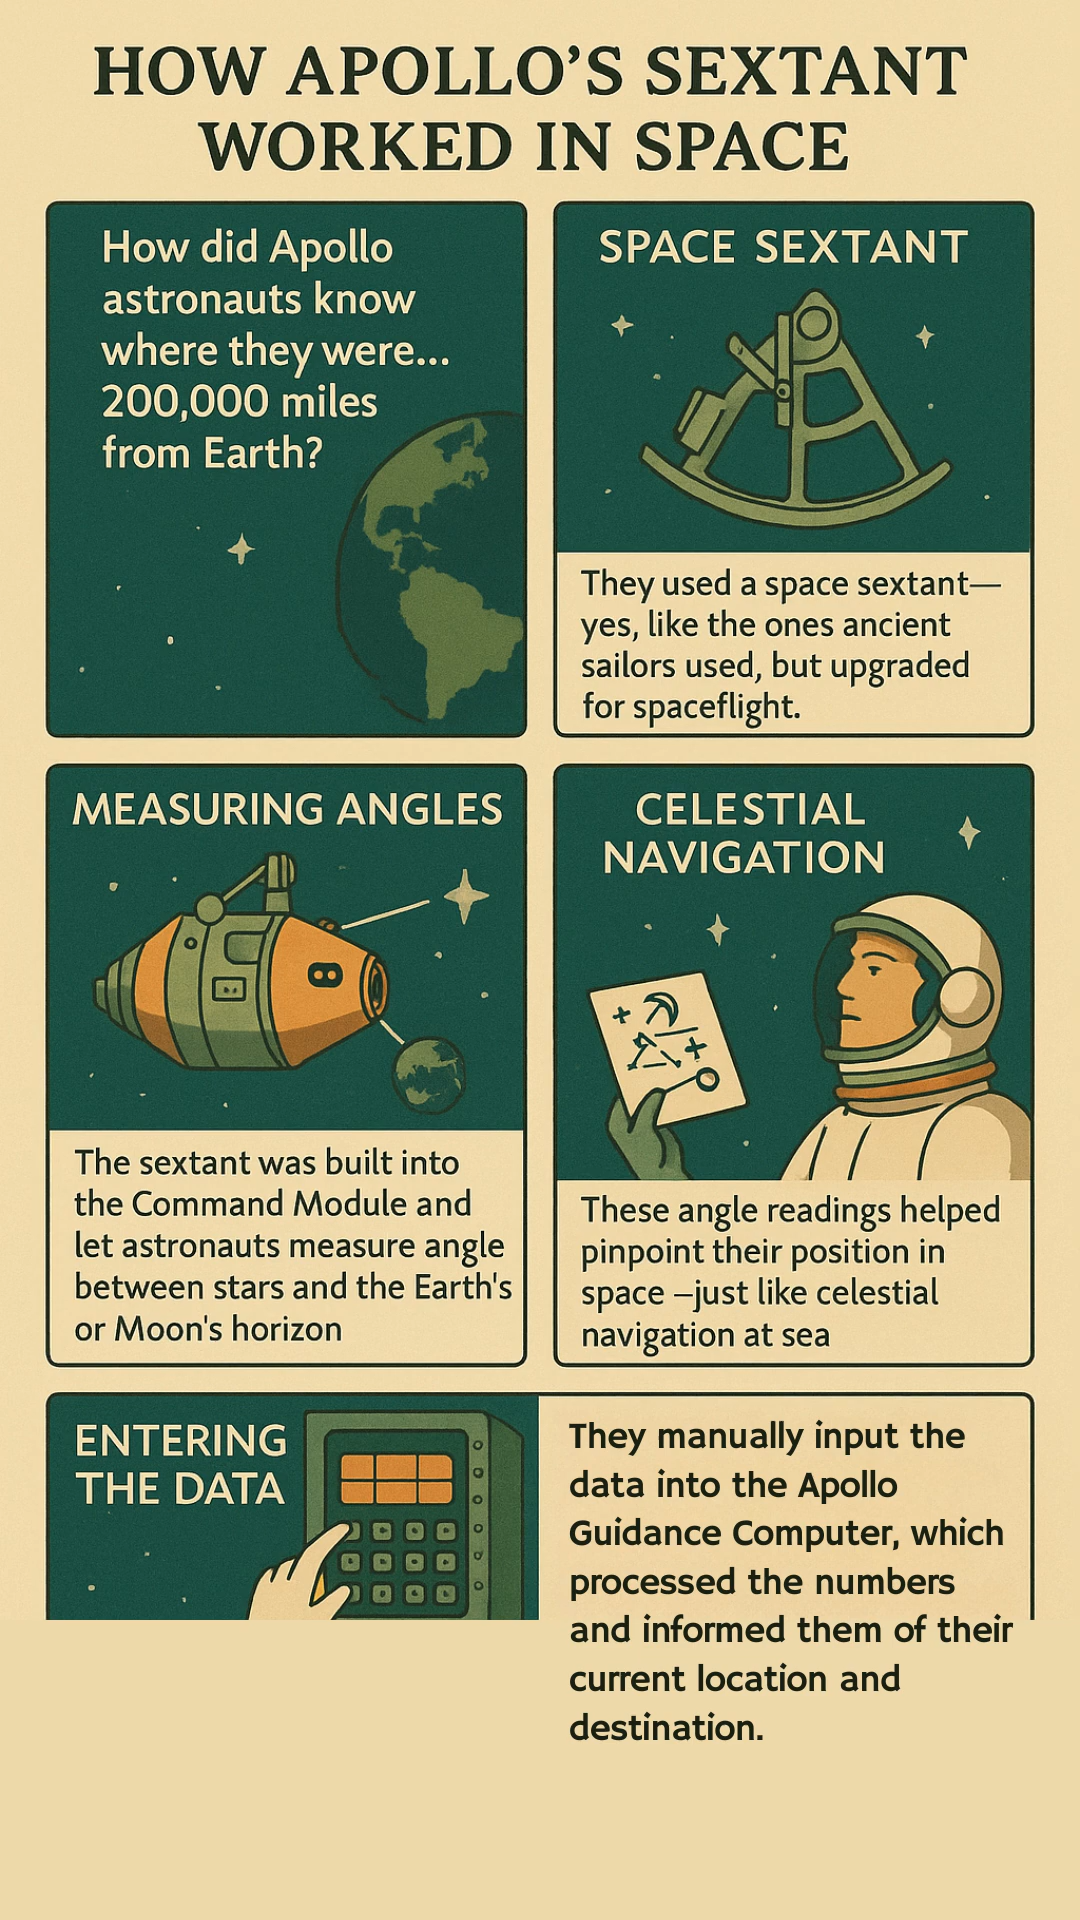 HOW APOLLO’S SEXTANT
WORKED IN SPACE
How did Apollo
astronauts know
where they were...
200,000 miles
from Earth?
SPACE SEXTANT
They used a space sextant—
yes, like the ones ancient
sailors used, but upgraded
for spaceflight.
MEASURING ANGLES
The sextant was built into
the Command Module and
let astronauts measure angle
between stars and the Earth's
or Moon's horizon
CELESTIAL
NAVIGATION
These angle readings helped
pinpoint their position in
space –just like celestial
navigation at sea
ENTERING
THE DATA
They manually input the
data into the Apollo
Guidance Computer, which
processed the numbers
and informed them of their
current location and
destination.